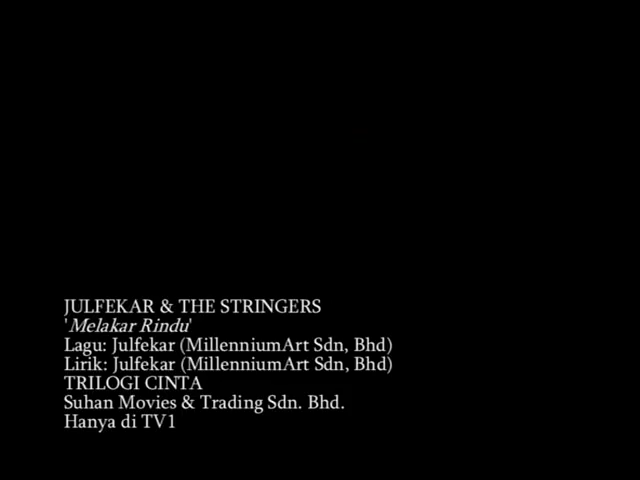 JULFEKAR & THE STRINGERS
'Melakar Rindu'
Lagu: Julfekar (MillenniumArt Sdn, Bhd)
Lirik: Julfekar (MillenniumArt Sdn, Bhd)
TRILOGI CINTA
Suhan Movies & Trading Sdn. Bhd.
Hanya di TV1